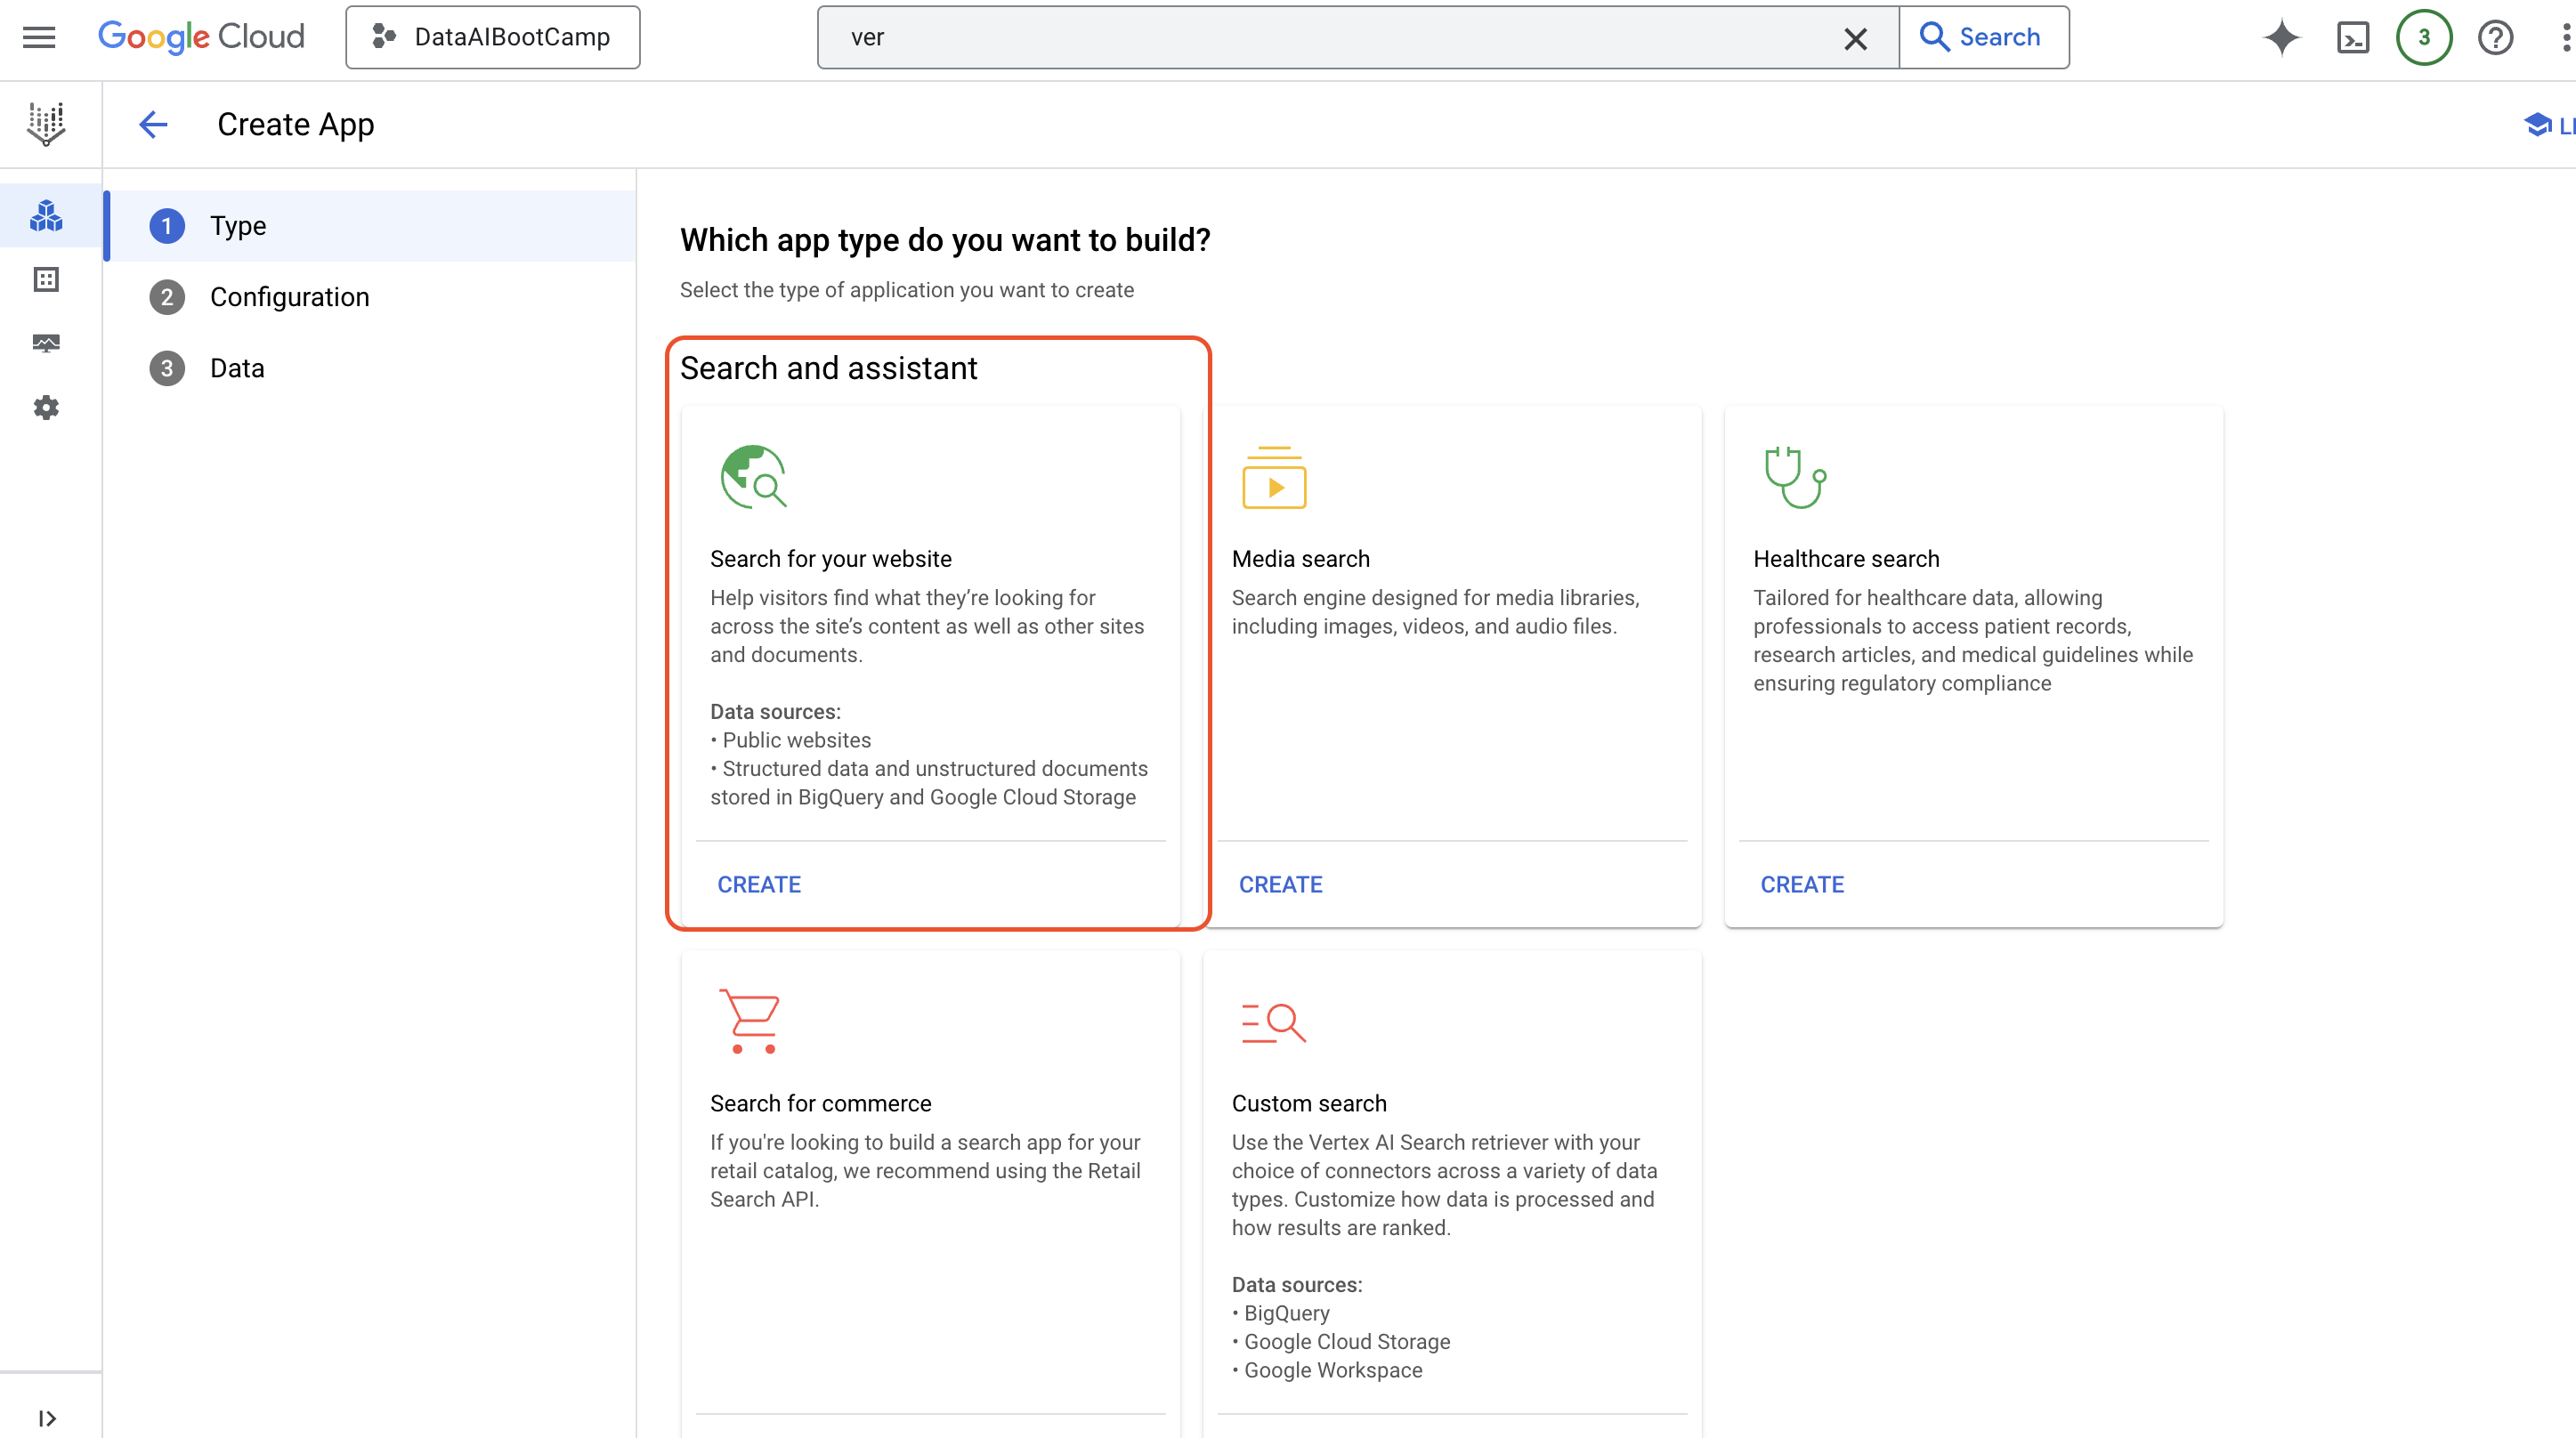 Google Cloud
DataAIBootCamp
ver
Search
3
Create App
1 Type
2 Configuration
3 Data
Which app type do you want to build?
Select the type of application you want to create
Search and assistant
Search for your website
Help visitors find what they’re looking for
across the site’s content as well as other sites
and documents.
Data sources:
• Public websites
• Structured data and unstructured documents
stored in BigQuery and Google Cloud Storage
CREATE
Media search
Search engine designed for media libraries,
including images, videos, and audio files.
CREATE
Healthcare search
Tailored for healthcare data, allowing
professionals to access patient records,
research articles, and medical guidelines while
ensuring regulatory compliance
CREATE
Search for commerce
If you're looking to build a search app for your
retail catalog, we recommend using the Retail
Search API.
Custom search
Use the Vertex AI Search retriever with your
choice of connectors across a variety of data
types. Customize how data is processed and
how results are ranked.
Data sources:
• BigQuery
• Google Cloud Storage
• Google Workspace